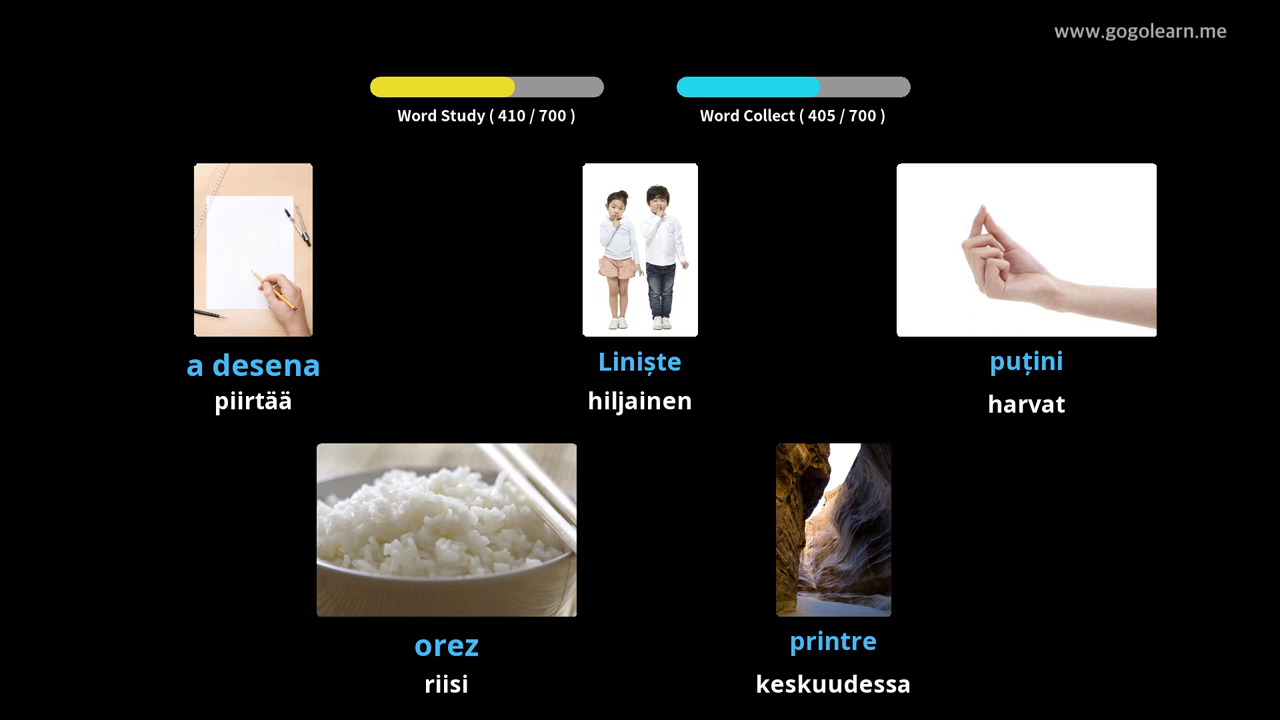 www.gogolearn.me
Word Study ( 410 / 700 )
Word Collect ( 405 / 700 )
a desena
piirtää
Liniște
hiljainen
puțini
harvat
orez
riisi
printre
keskuudessa